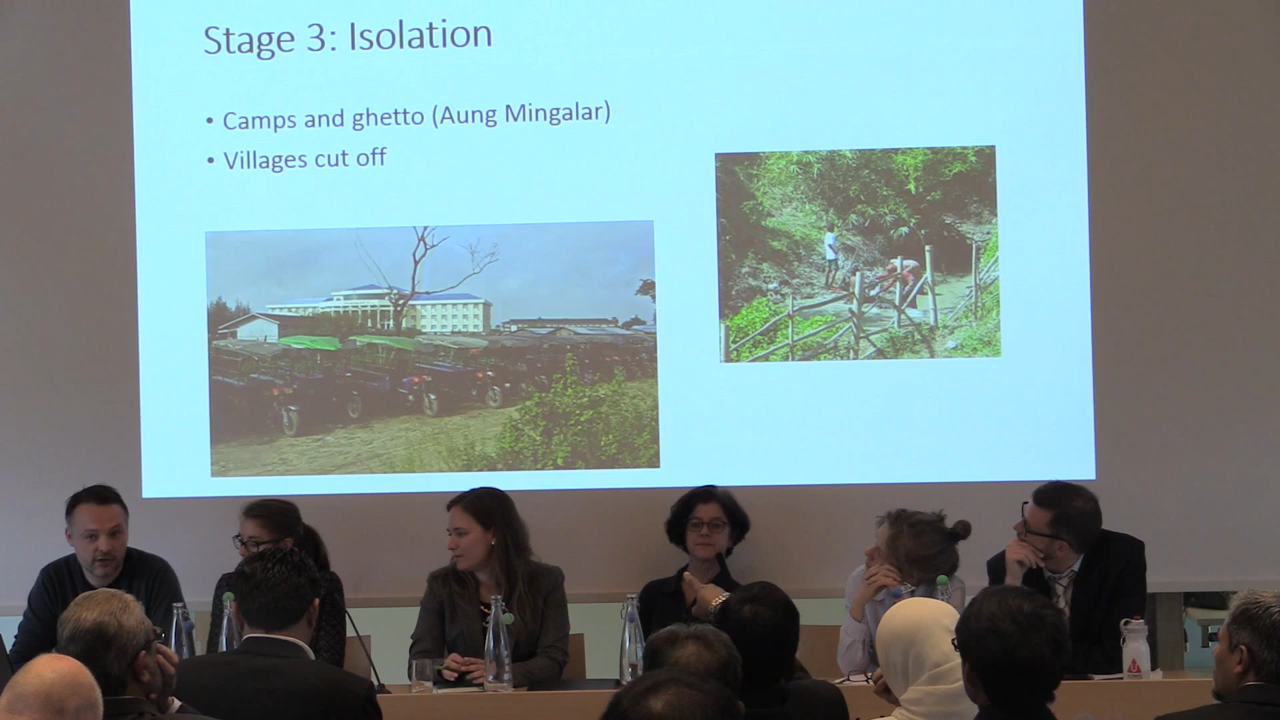 Stage 3: Isolation
• Camps and ghetto (Aung Mingalar)
• Villages cut off